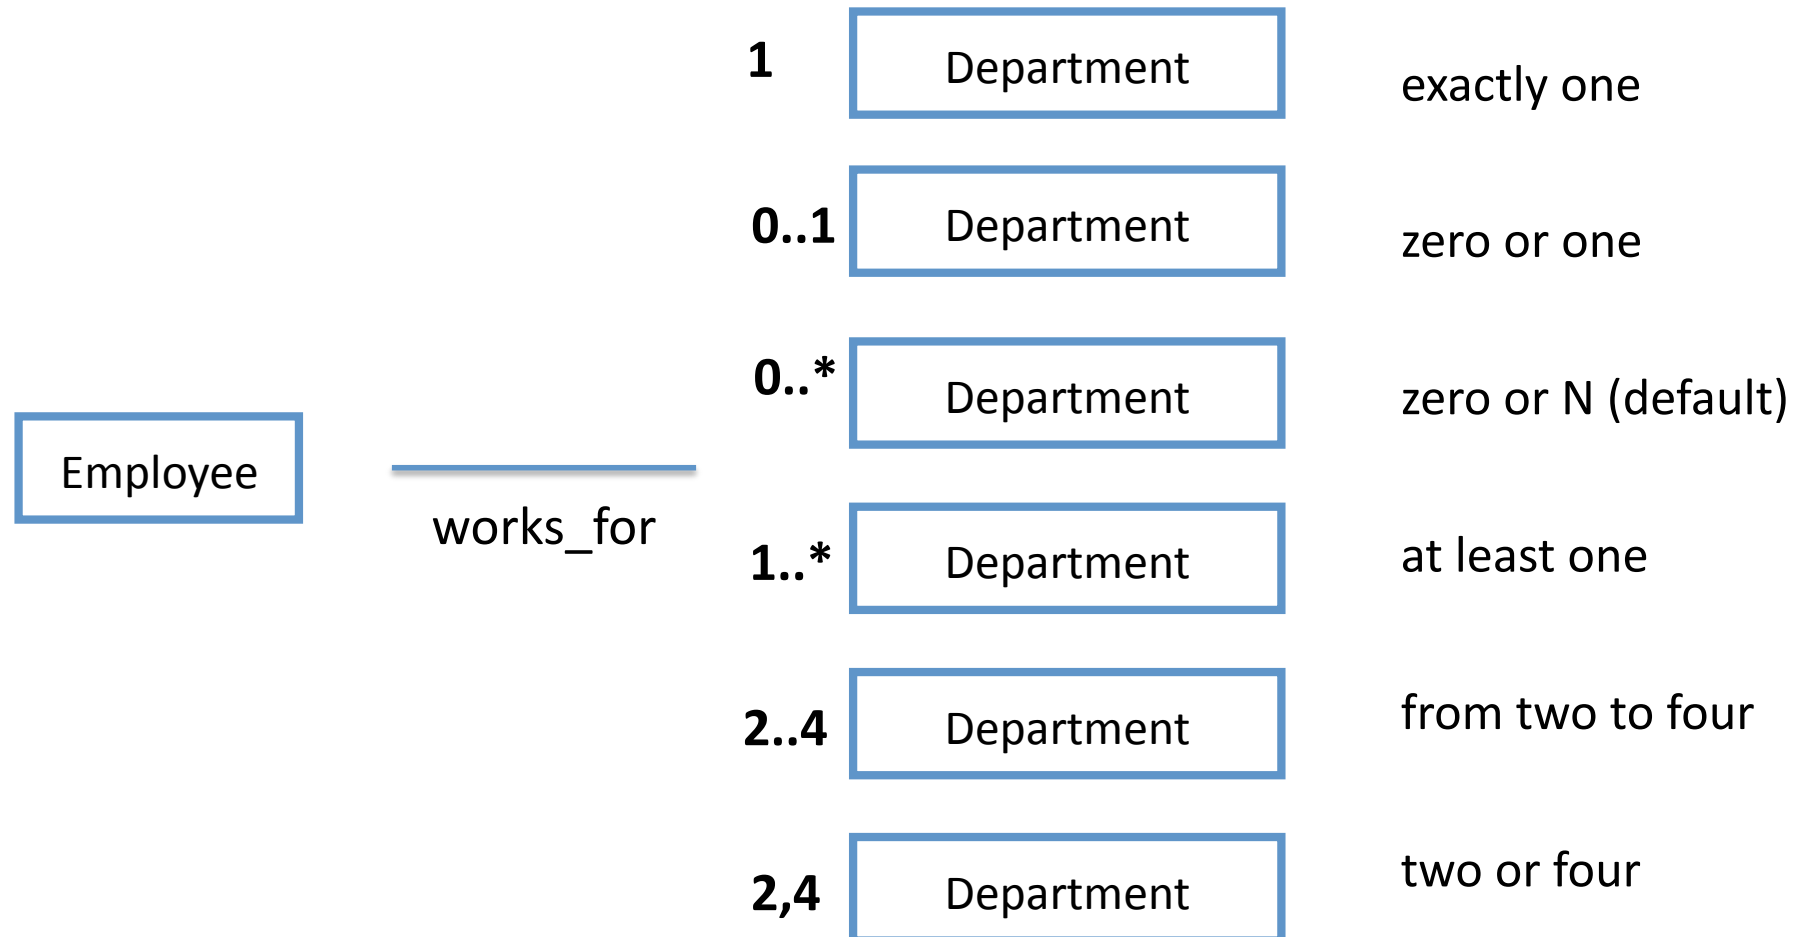 1 Department exactly one
0..1 Department zero or one
0..* Department zero or N (default)
Employee
works_for
1..* Department at least one
2..4 Department from two to four
2,4 Department two or four